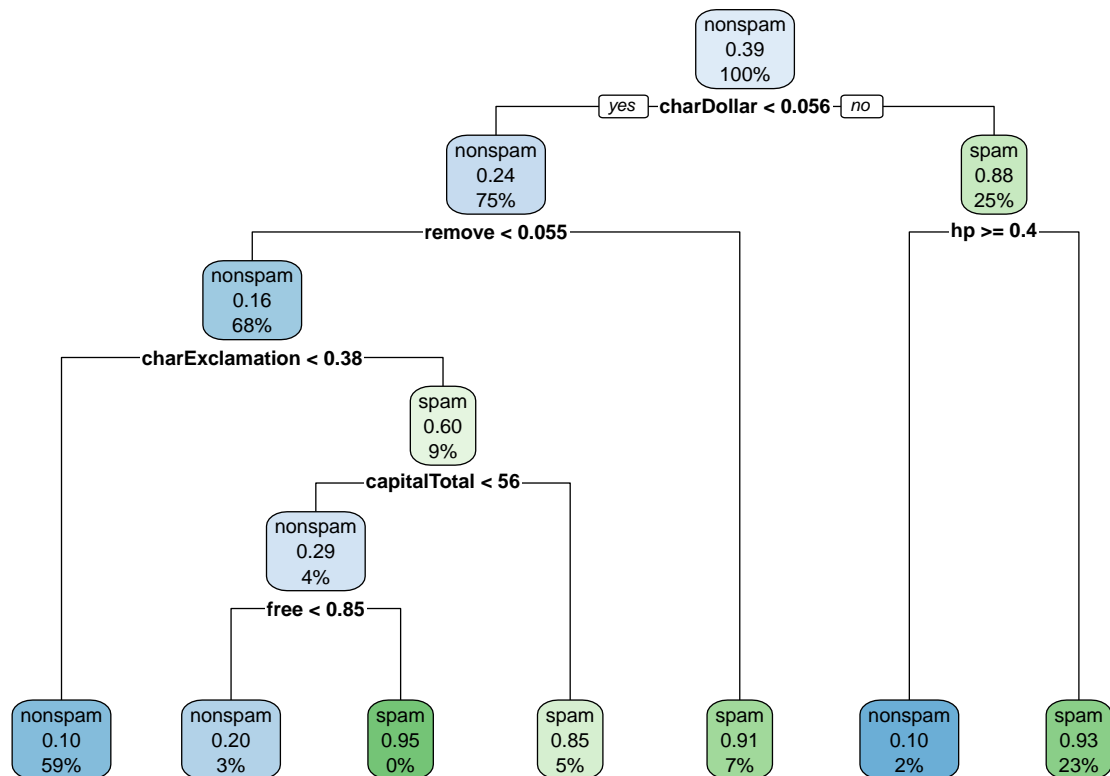 nonspam
0.39
100%
yes
charDollar < 0.056
no
nonspam
0.24
75%
spam
0.88
25%
remove < 0.055
hp >= 0.4
nonspam
0.16
68%
charExclamation < 0.38
spam
0.60
9%
capitalTotal < 56
nonspam
0.29
4%
free < 0.85
nonspam
0.10
59%
nonspam
0.20
3%
spam
0.95
0%
spam
0.85
5%
spam
0.91
7%
nonspam
0.10
2%
spam
0.93
23%